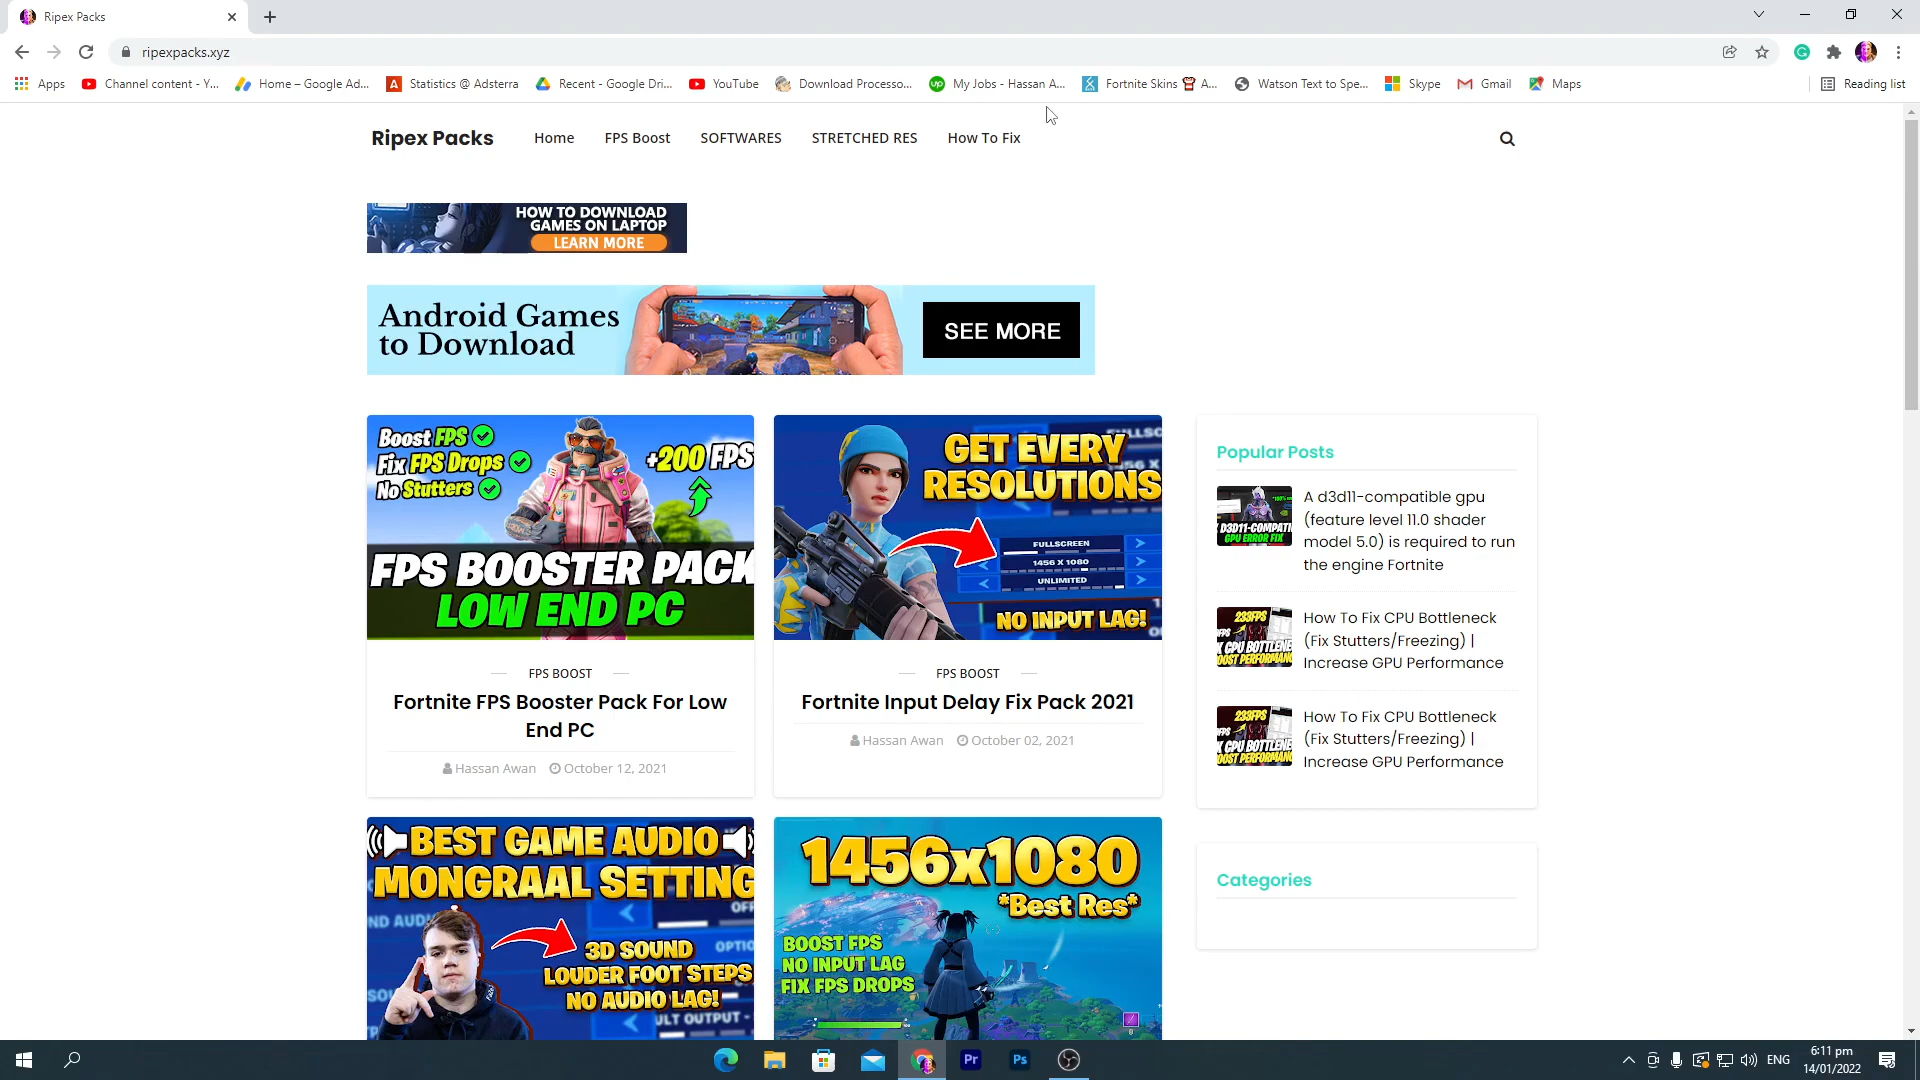 Ripex Packs
ripexpacks.xyz
Apps
Channel content - Y...
Home – Google Ad...
Statistics @ Adsterra
Recent - Google Dri...
YouTube
Download Processo...
My Jobs - Hassan A...
Fortnite Skins A...
Watson Text to Spe...
Skype
Gmail
Maps
Reading list
Ripex Packs
Home
FPS Boost
SOFTWARES
STRETCHED RES
How To Fix
HOW TO DOWNLOAD
GAMES ON LAPTOP
LEARN MORE
Android Games
to Download
SEE MORE
Boost FPS
Fix FPS Drops
No Stutters
+200 FPS
FPS BOOSTER PACK
LOW END PC
FPS BOOST
Fortnite FPS Booster Pack For Low
End PC
Hassan Awan
October 12, 2021
GET EVERY
RESOLUTIONS
FULLSCREEN
1456 X 1080
UNLIMITED
NO INPUT LAG!
FPS BOOST
Fortnite Input Delay Fix Pack 2021
Hassan Awan
October 02, 2021
Popular Posts
A d3d11-compatible gpu
(feature level 11.0 shader
model 5.0) is required to run
the engine Fortnite
How To Fix CPU Bottleneck
(Fix Stutters/Freezing) |
Increase GPU Performance
How To Fix CPU Bottleneck
(Fix Stutters/Freezing) |
Increase GPU Performance
Categories
BEST GAME AUDIO
MONGRAAL SETTING
3D SOUND
LOUDER FOOT STEPS
NO AUDIO LAG!
1456x1080
*Best Res*
BOOST FPS
NO INPUT LAG
FIX FPS DROPS
Pr
Ps
ENG
6:11 pm
14/01/2022